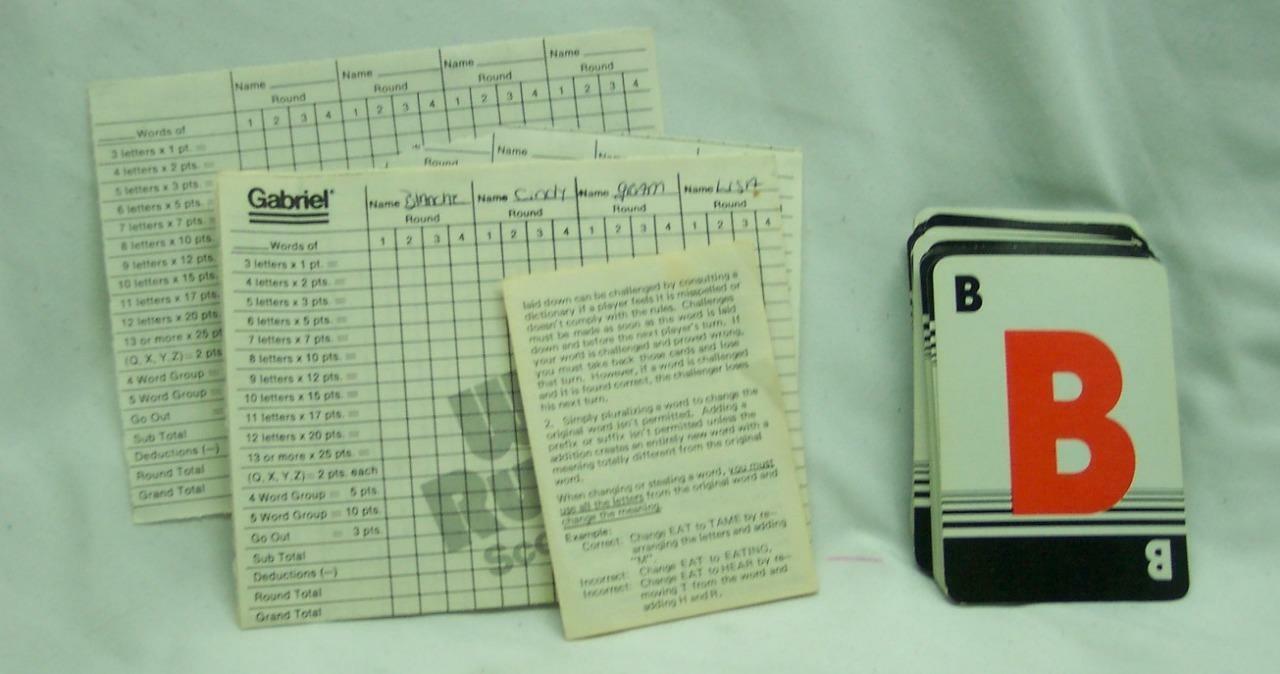 Name Name Name Name
Round Round Round Round
1 2 3 4 1 2 3 4 1 2 3 4 1 2 3 4
Words of
3 letters x 1 pt. =
4 letters x 2 pts. =
5 letters x 3 pts. =
6 letters x 5 pts. =
7 letters x 7 pts. =
8 letters x 10 pts.
9 letters x 12 pts.
10 letters x 15 pts.
11 letters x 17 pts.
12 letters x 20 pts.
13 or more x 25 pt
(Q, X, Y, Z) = 2 pts
4 Word Group =
5 Word Group =
Go Out
Sub Total
Deductions (—)
Round Total
Grand Total
Name
Round
Gabriel
Name Blanche Name Cindy Name gram Name LISA
Round Round Round Round
1 2 3 4 1 2 3 4 1 2 3 4 1 2 3 4
Words of
3 letters x 1 pt. =
4 letters x 2 pts. =
5 letters x 3 pts. =
6 letters x 5 pts. =
7 letters x 7 pts. =
8 letters x 10 pts. =
9 letters x 12 pts. =
10 letters x 15 pts. =
11 letters x 17 pts. =
12 letters x 20 pts. =
13 or more x 25 pts. =
(Q, X, Y, Z) = 2 pts. each
4 Word Group = 5 pts.
5 Word Group = 10 pts.
Go Out = 3 pts.
Sub Total
Deductions (—)
Round Total
Grand Total
laid down can be challenged by consulting a
dictionary if a player feels it is misspelled or
doesn't comply with the rules. Challenges
must be made as soon as the word is laid
down and before the next player's turn. If
your word is challenged and proved wrong,
you must take back those cards and lose
that turn. However, if a word is challenged
and it is found correct, the challenger loses
his next turn.
2. Simply pluralizing a word to change the
original word isn't permitted. Adding a
prefix or suffix isn't permitted unless the
addition creates an entirely new word with a
meaning totally different from the original
word.
When changing or stealing a word, you must
use all the letters from the original word and
change the meaning.
Example:
Correct: Change EAT to TAME by re-
arranging the letters and adding
"M".
Incorrect: Change EAT to EATING.
Incorrect: Change EAT to HEAR by re-
moving T from the word and
adding H and R.
B
B
B